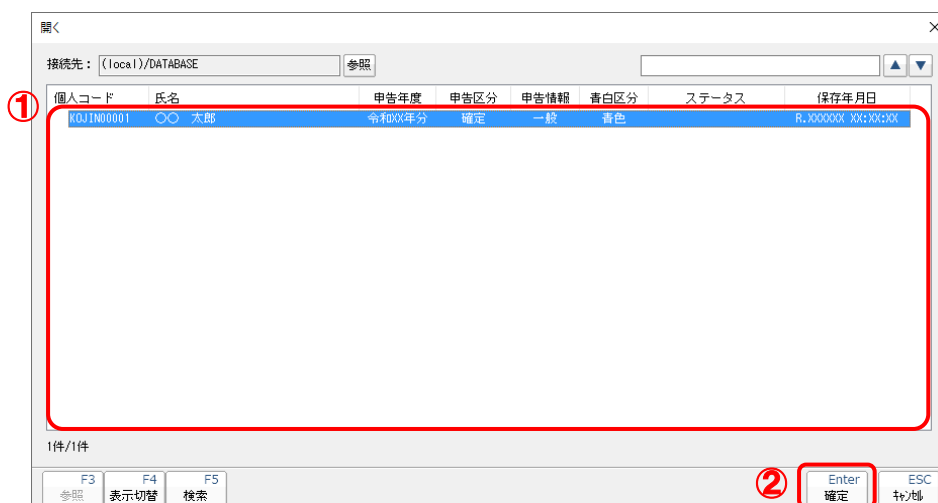 開く
接続先： (local)/DATABASE 参照 ▲ ▼
①
個人コード 氏名 申告年度 申告区分 申告情報 青白区分 ステータス 保存年月日
KOJIN00001 〇〇 太郎 令和XX年分 確定 一般 青色 R.XXXXXX XX:XX:XX
1件/1件
②
F3 F4 F5 Enter ESC
参照 表示切替 検索 確定 ｷｬﾝｾﾙ